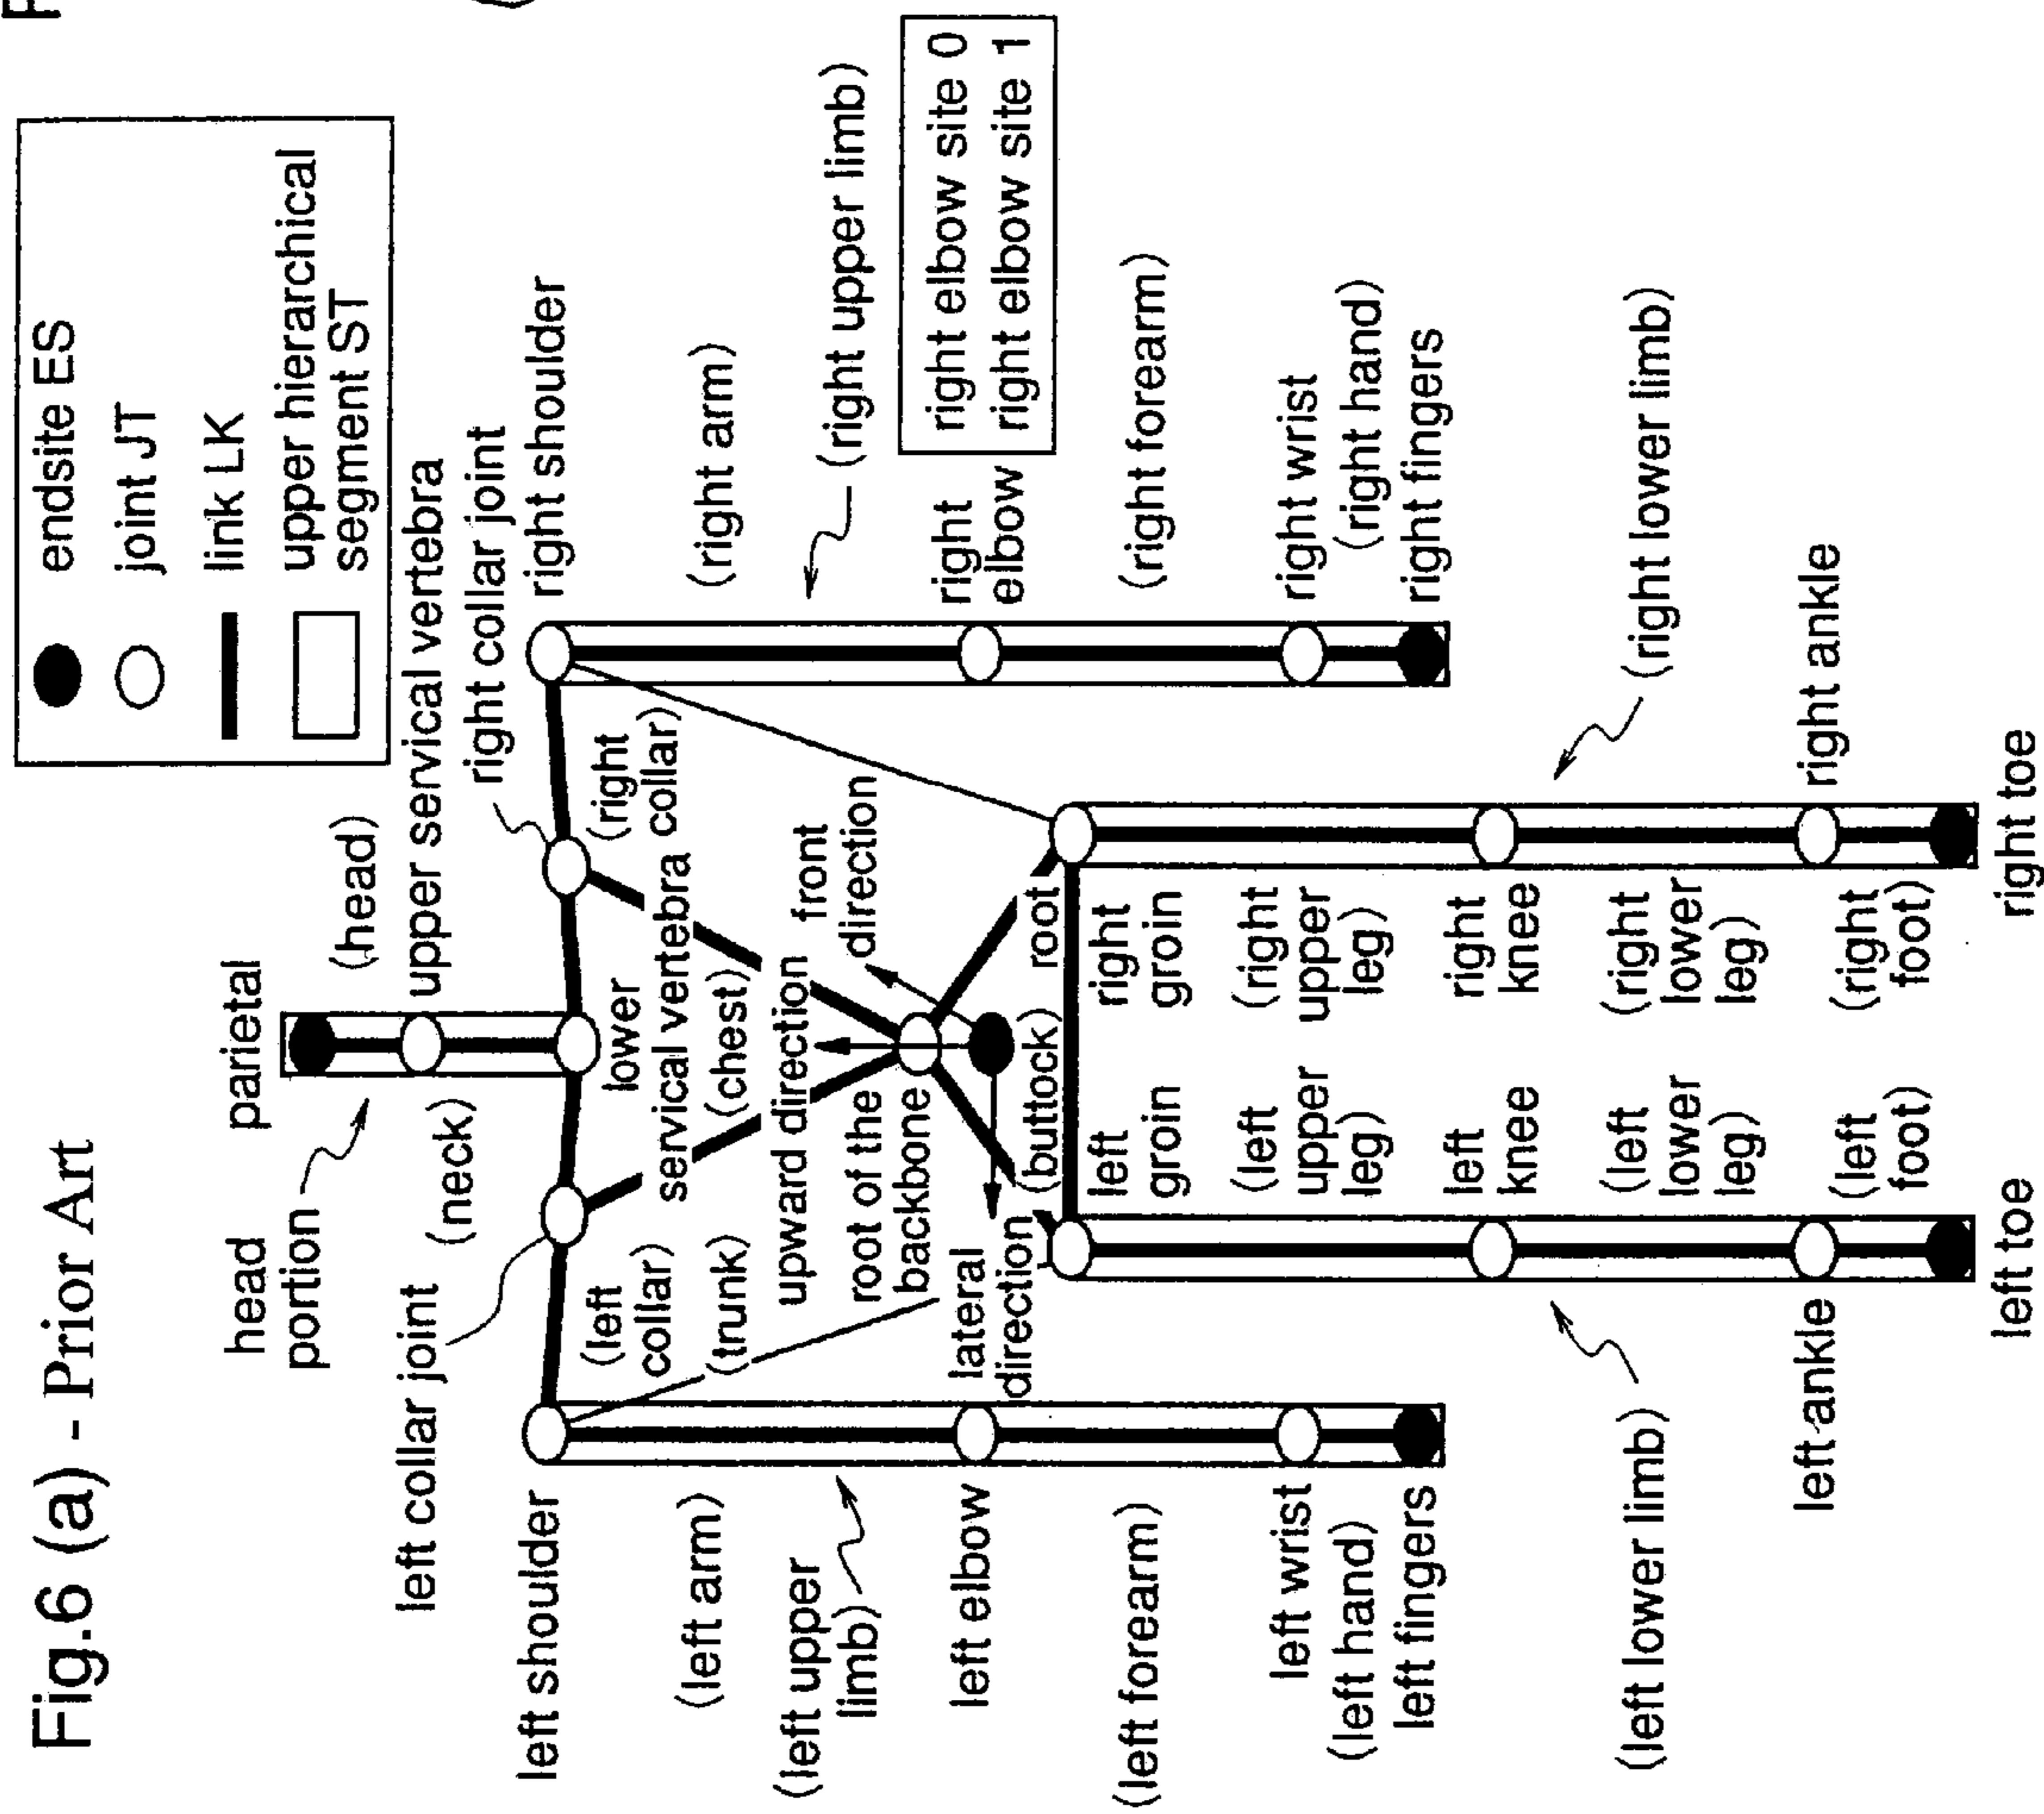 Fig.6 (a) - Prior Art
endsite ES
joint JT
link LK
upper hierarchical
segment ST
head
portion
parietal
(head)
upper servical vertebra
(neck)
left collar joint
right collar joint
left shoulder
right shoulder
(left
collar)
lower
servical vertebra
(right
collar)
(left arm)
(trunk)
(chest)
(right arm)
(left upper
limb)
upward direction
front
direction
(right upper limb)
root of the
backbone
left elbow
lateral
direction
(buttock)
root
right
elbow
right elbow site 0
right elbow site 1
(left forearm)
left
groin
right
groin
(right forearm)
left wrist
(left hand)
left fingers
(left
upper
leg)
(right
upper
leg)
right wrist
(right hand)
right fingers
left
knee
right
knee
(left lower limb)
(left
lower
leg)
(right
lower
leg)
(right lower limb)
left ankle
(left
foot)
(right
foot)
right ankle
left toe
right toe